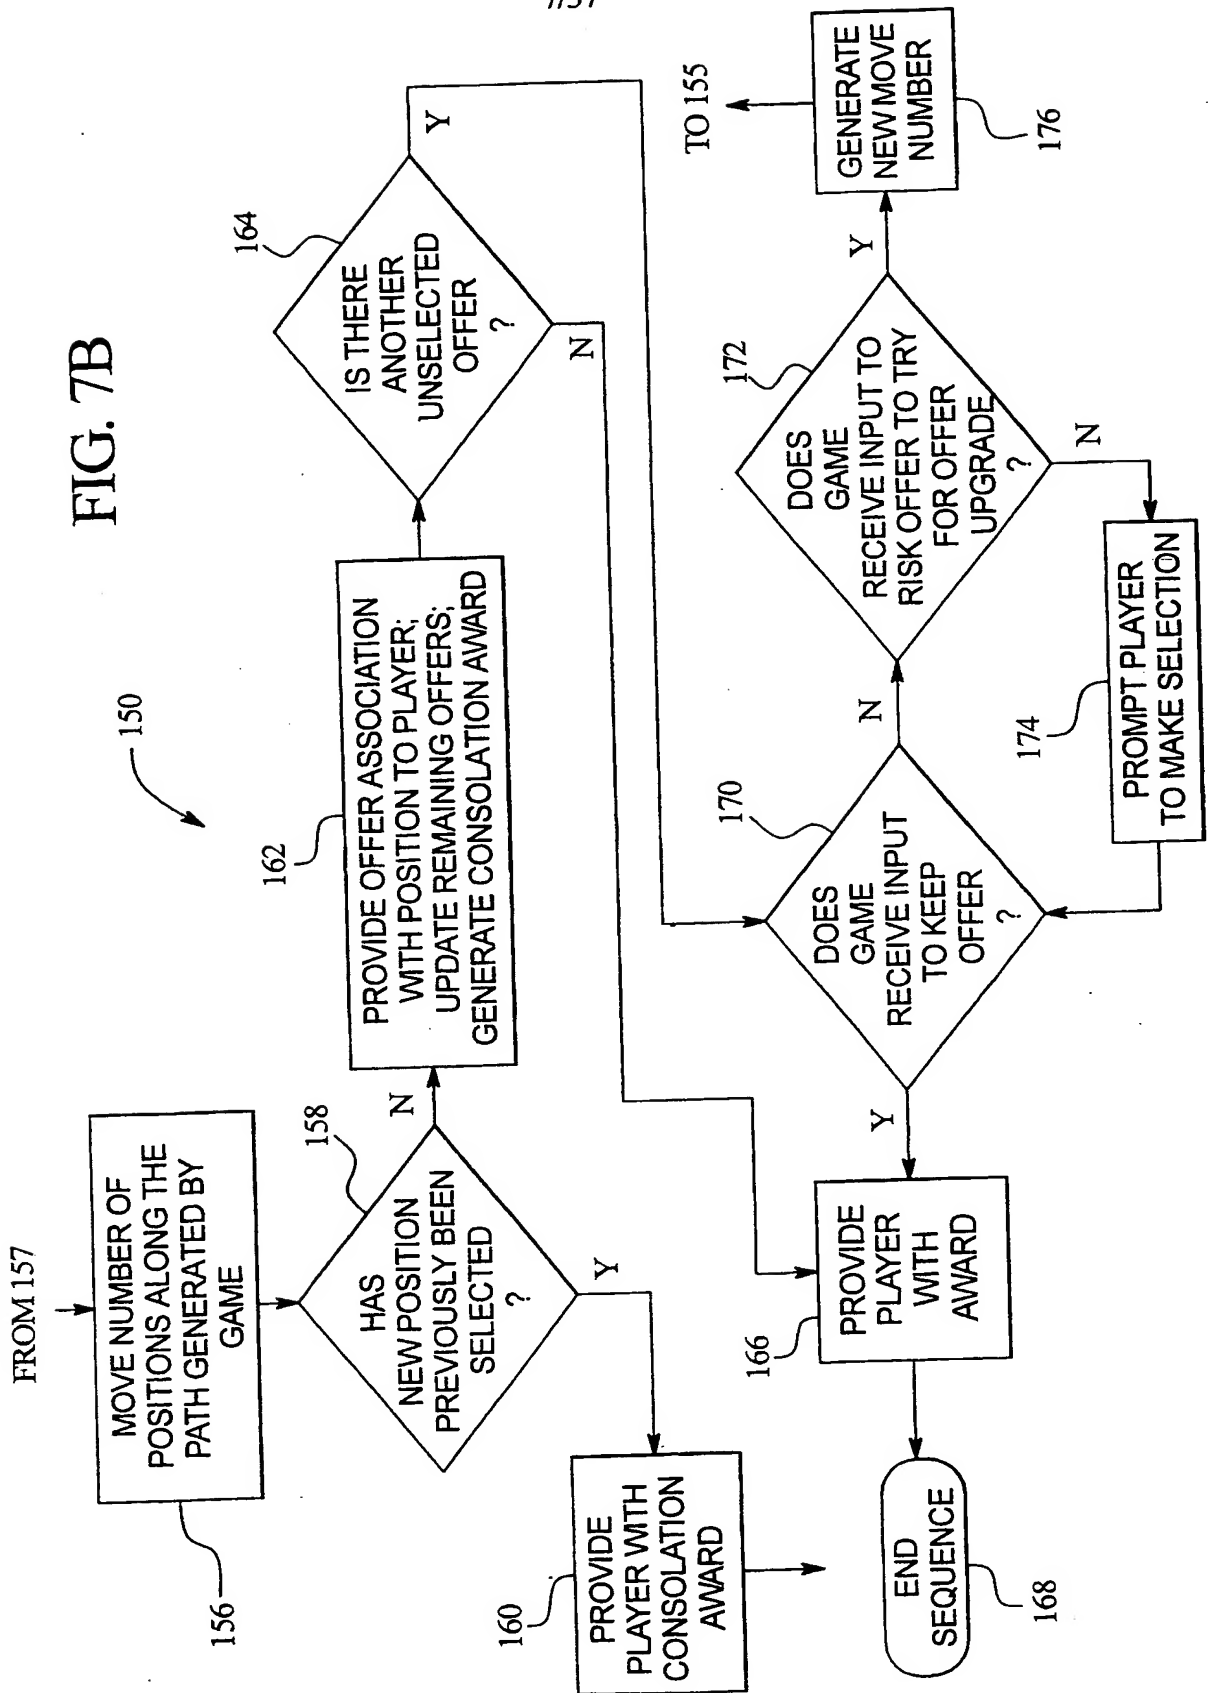 7/37
FIG. 7B
150
FROM 157
MOVE NUMBER OF
POSITIONS ALONG THE
PATH GENERATED BY
GAME
156
HAS
NEW POSITION
PREVIOUSLY BEEN
SELECTED
?
158
N
Y
PROVIDE
PLAYER WITH
CONSOLATION
AWARD
160
PROVIDE OFFER ASSOCIATION
WITH POSITION TO PLAYER;
UPDATE REMAINING OFFERS;
GENERATE CONSOLATION AWARD
162
IS THERE
ANOTHER
UNSELECTED
OFFER
?
164
Y
N
PROVIDE
PLAYER
WITH
AWARD
166
END
SEQUENCE
168
DOES
GAME
RECEIVE INPUT
TO KEEP
OFFER
?
170
Y
N
DOES
GAME
RECEIVE INPUT TO
RISK OFFER TO TRY
FOR OFFER
UPGRADE
?
172
Y
N
PROMPT PLAYER
TO MAKE SELECTION
174
GENERATE
NEW MOVE
NUMBER
176
TO 155